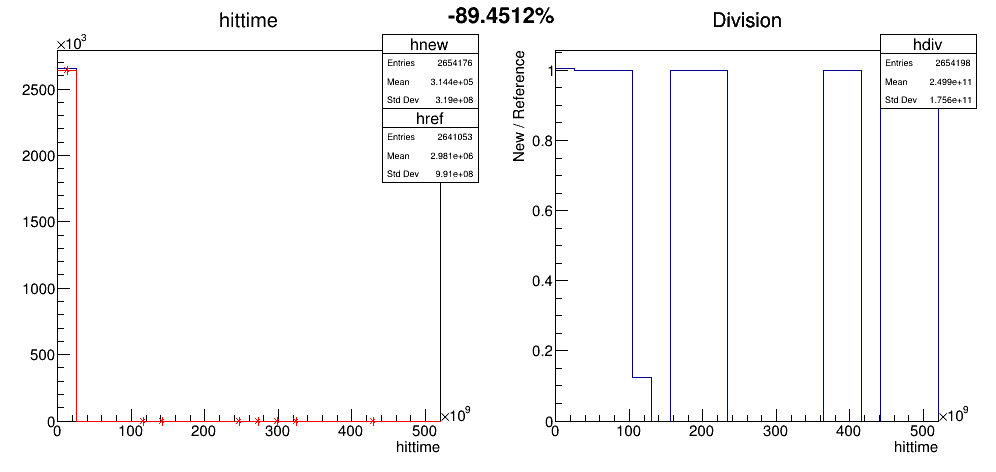 -89.4512%
hittime
×10³
hnew
Entries 2654176
Mean 3.144e+05
Std Dev 3.19e+08
href
Entries 2641053
Mean 2.981e+06
Std Dev 9.91e+08
2500
2000
1500
1000
500
0
0 100 200 300 400 500
×10⁹
hittime
Division
hdiv
Entries 2654198
Mean 2.499e+11
Std Dev 1.756e+11
New / Reference
1
0.8
0.6
0.4
0.2
0
0 100 200 300 400 500
×10⁹
hittime